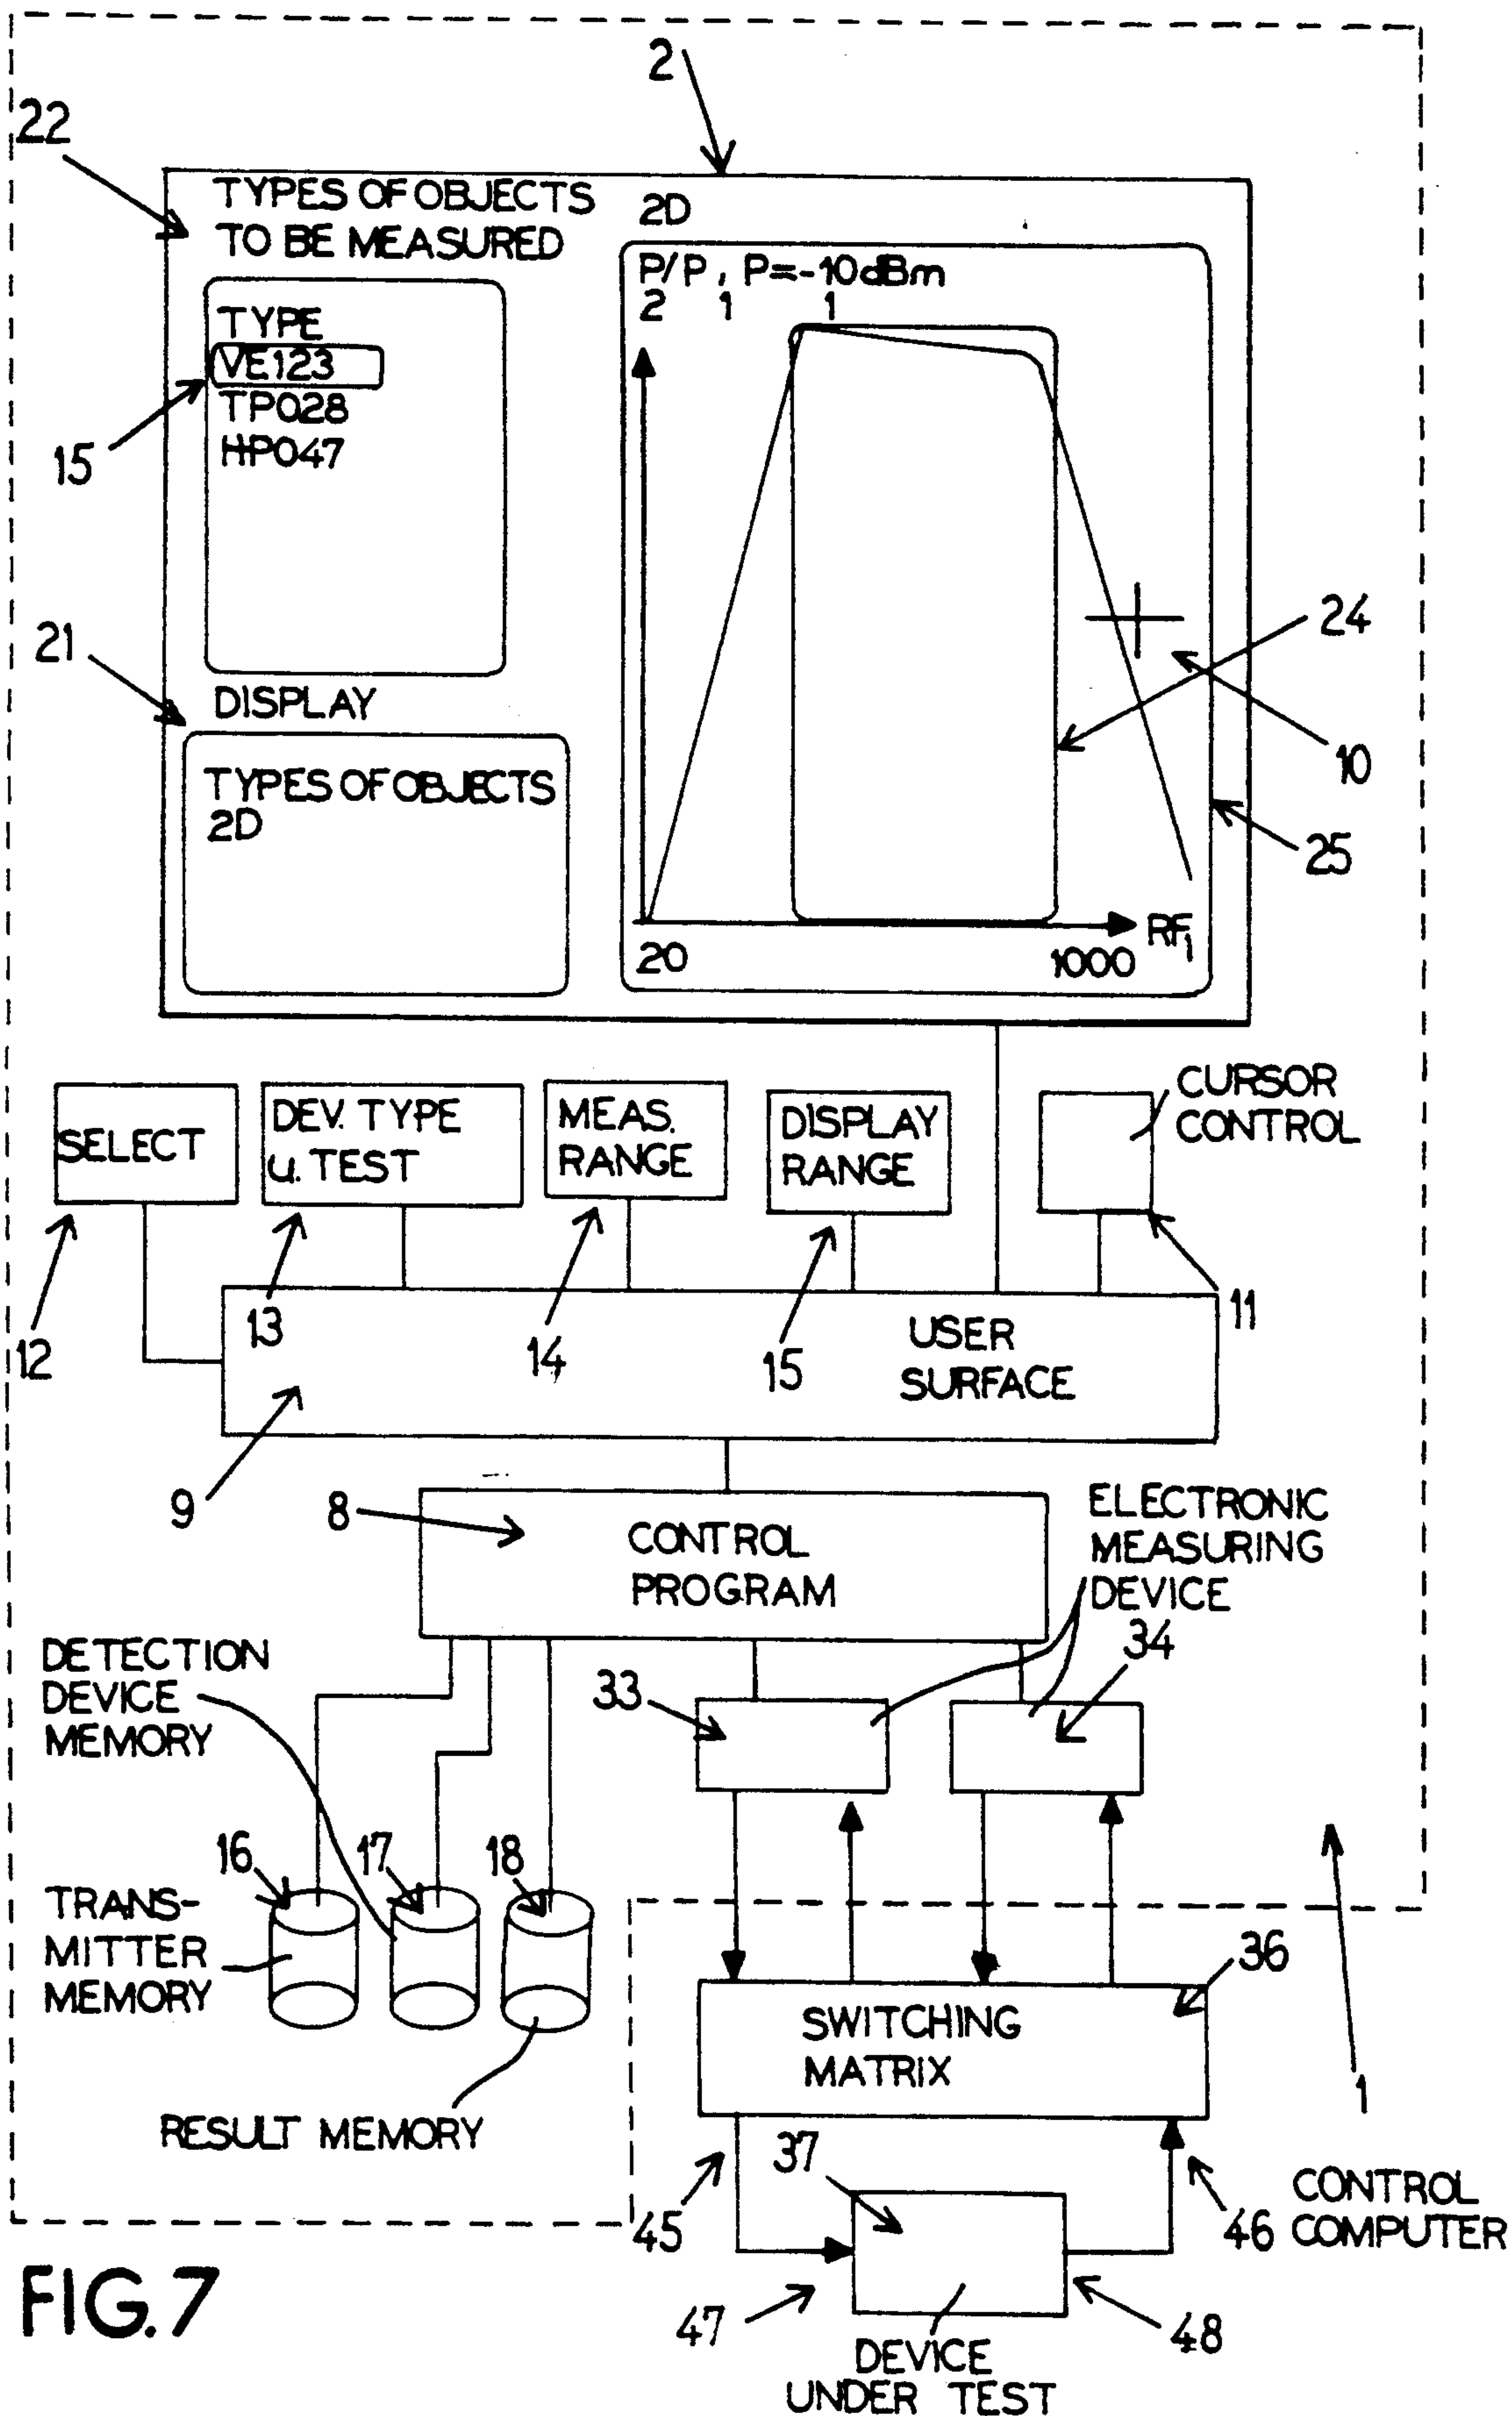 2
22
TYPES OF OBJECTS
TO BE MEASURED
2D
P/P , P=-10dBm
2 1 1
TYPE
VE123
TP028
HP047
15
24
21
DISPLAY
10
TYPES OF OBJECTS
2D
25
20
1000
RF1
CURSOR
CONTROL
SELECT
DEV. TYPE
u. TEST
MEAS.
RANGE
DISPLAY
RANGE
12
13
14
15
11
USER
SURFACE
9
8
CONTROL
PROGRAM
ELECTRONIC
MEASURING
DEVICE
DETECTION
DEVICE
MEMORY
33
34
16
17
18
TRANS-
MITTER
MEMORY
36
SWITCHING
MATRIX
1
RESULT MEMORY
37
45
46
CONTROL
COMPUTER
FIG.7
47
48
DEVICE
UNDER TEST